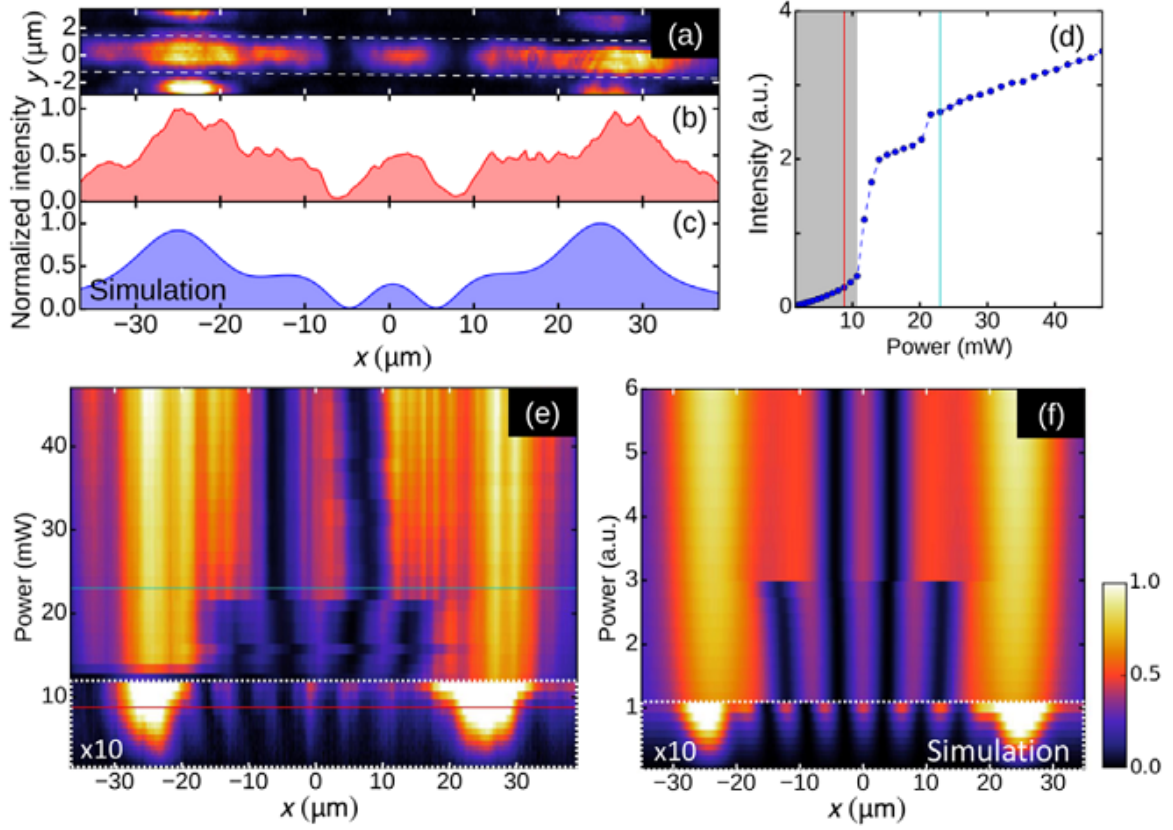 (a)
y (μm)
2
0
−2
Normalized intensity
1.0
0.5
0.0
(b)
1.0
0.5
0.0
(c)
Simulation
−30 −20 −10 0 10 20 30
x (μm)
(d)
Intensity (a.u.)
4
2
0
10 20 30 40
Power (mW)
(e)
Power (mW)
40
30
20
10
x10
−30 −20 −10 0 10 20 30
x (μm)
(f)
Power (a.u.)
6
5
4
3
2
1
x10 Simulation
−30 −20 −10 0 10 20 30
x (μm)
1.0
0.5
0.0